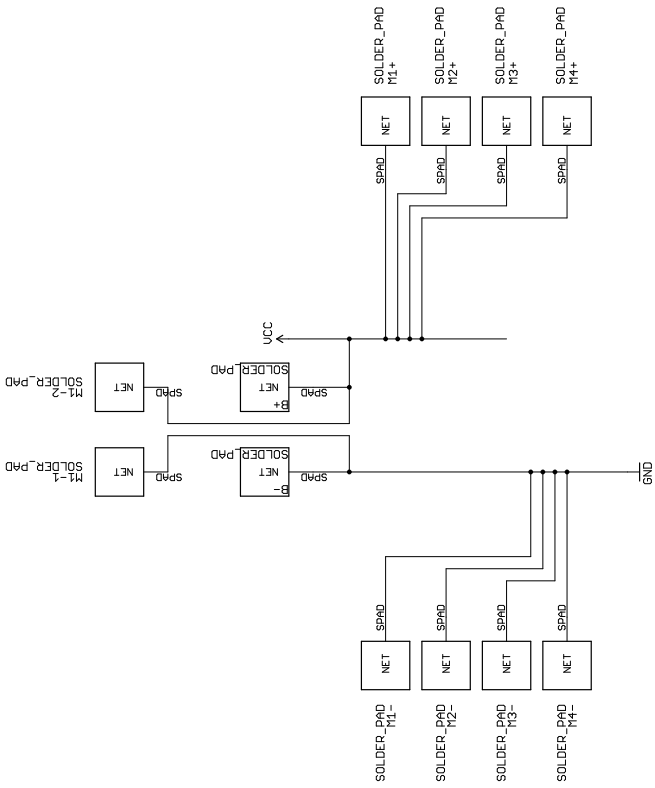 SOLDER_PAD
M1+
SOLDER_PAD
M2+
SOLDER_PAD
M3+
SOLDER_PAD
M4+
NET
NET
NET
NET
SPAD
SPAD
SPAD
SPAD
VCC
M1-2
SOLDER_PAD
NET
SPAD
SOLDER_PAD
NET
B+
SPAD
M1-1
SOLDER_PAD
NET
SPAD
SOLDER_PAD
NET
B-
SPAD
GND
SPAD
SPAD
SPAD
SPAD
NET
NET
NET
NET
SOLDER_PAD
M1-
SOLDER_PAD
M2-
SOLDER_PAD
M3-
SOLDER_PAD
M4-